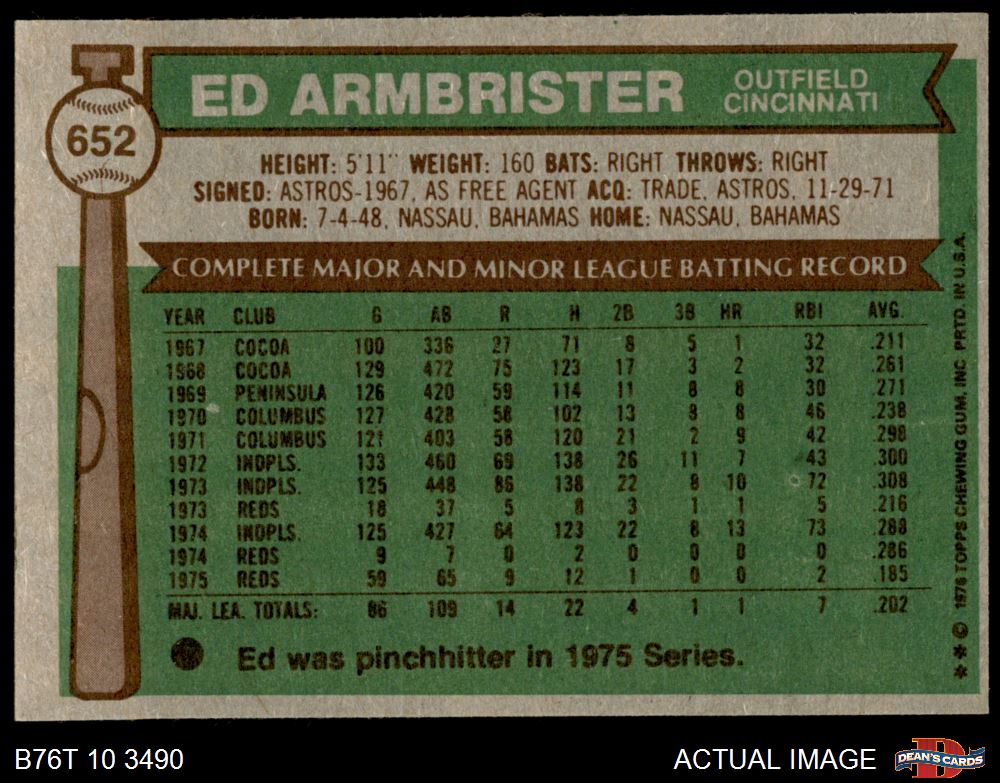 652
ED ARMBRISTER
OUTFIELD
CINCINNATI
HEIGHT: 5'11" WEIGHT: 160 BATS: RIGHT THROWS: RIGHT
SIGNED: ASTROS-1967, AS FREE AGENT ACQ: TRADE, ASTROS, 11-29-71
BORN: 7-4-48, NASSAU, BAHAMAS HOME: NASSAU, BAHAMAS
COMPLETE MAJOR AND MINOR LEAGUE BATTING RECORD
YEAR CLUB G AB R H 2B 3B HR RBI AVG.
1967 COCOA 100 336 27 71 8 5 1 32 .211
1968 COCOA 129 472 75 123 17 3 2 32 .261
1969 PENINSULA 126 420 59 114 11 8 8 30 .271
1970 COLUMBUS 127 428 58 102 13 9 8 46 .238
1971 COLUMBUS 121 403 58 120 21 2 9 42 .298
1972 INDPLS. 133 460 69 138 26 11 7 43 .300
1973 INDPLS. 125 448 86 138 22 8 10 72 .308
1973 REDS 18 37 5 8 3 1 1 5 .216
1974 INDPLS. 125 427 64 123 22 8 13 73 .288
1974 REDS 9 7 0 2 0 0 0 0 .286
1975 REDS 59 65 9 12 1 0 0 2 .185
MAJ. LEA. TOTALS: 86 109 14 22 4 1 1 7 .202
Ed was pinchhitter in 1975 Series.
** © 1976 TOPPS CHEWING GUM, INC. PRTD. IN U.S.A.
B76T 10 3490
ACTUAL IMAGE
D
DEAN'S CARDS